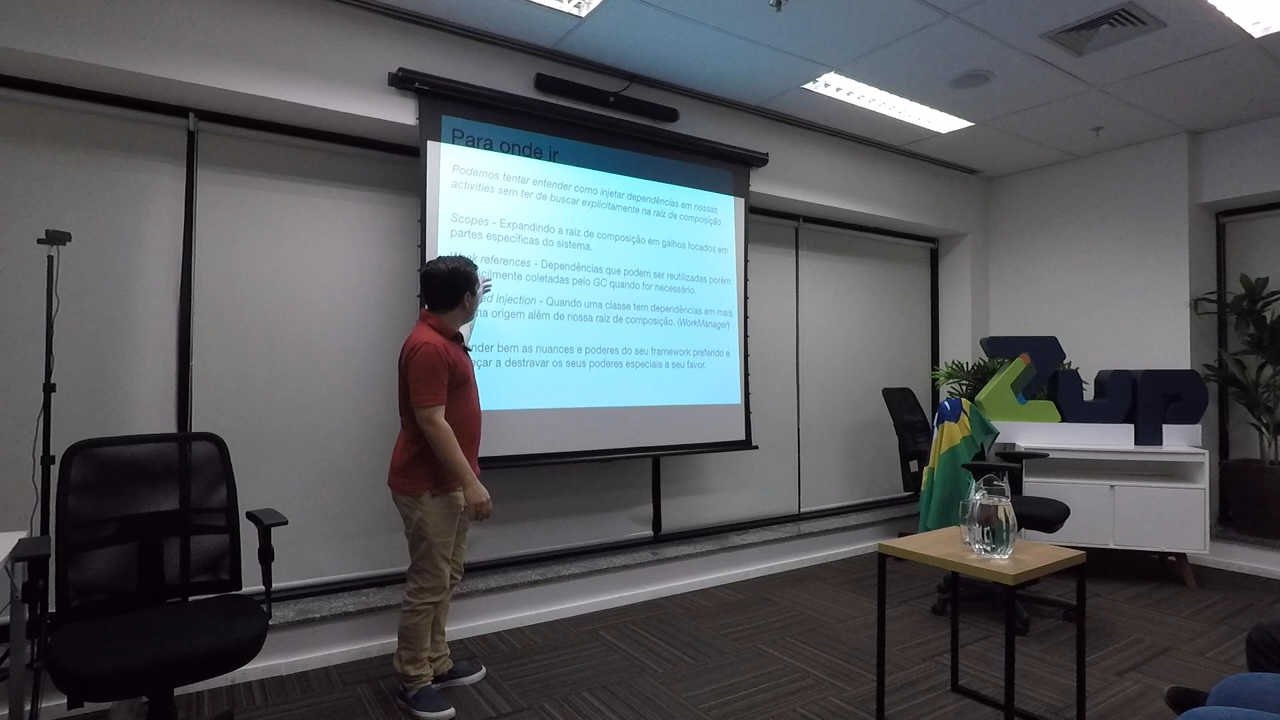 Para onde ir
Podemos tentar entender como injetar dependências em nossas
activities sem ter de buscar explicitamente na raiz de composição
Scopes - Expandindo a raiz de composição em galhos focados em
partes específicas do sistema.
references - Dependências que podem ser reutilizadas porém
coletadas pelo GC quando for necessário.
injection - Quando uma classe tem dependências em mais
origem além de nossa raiz de composição. (WorkManager)
bem as nuances e poderes do seu framework preferido e
a destravar os seus poderes especiais a seu favor.
Zup